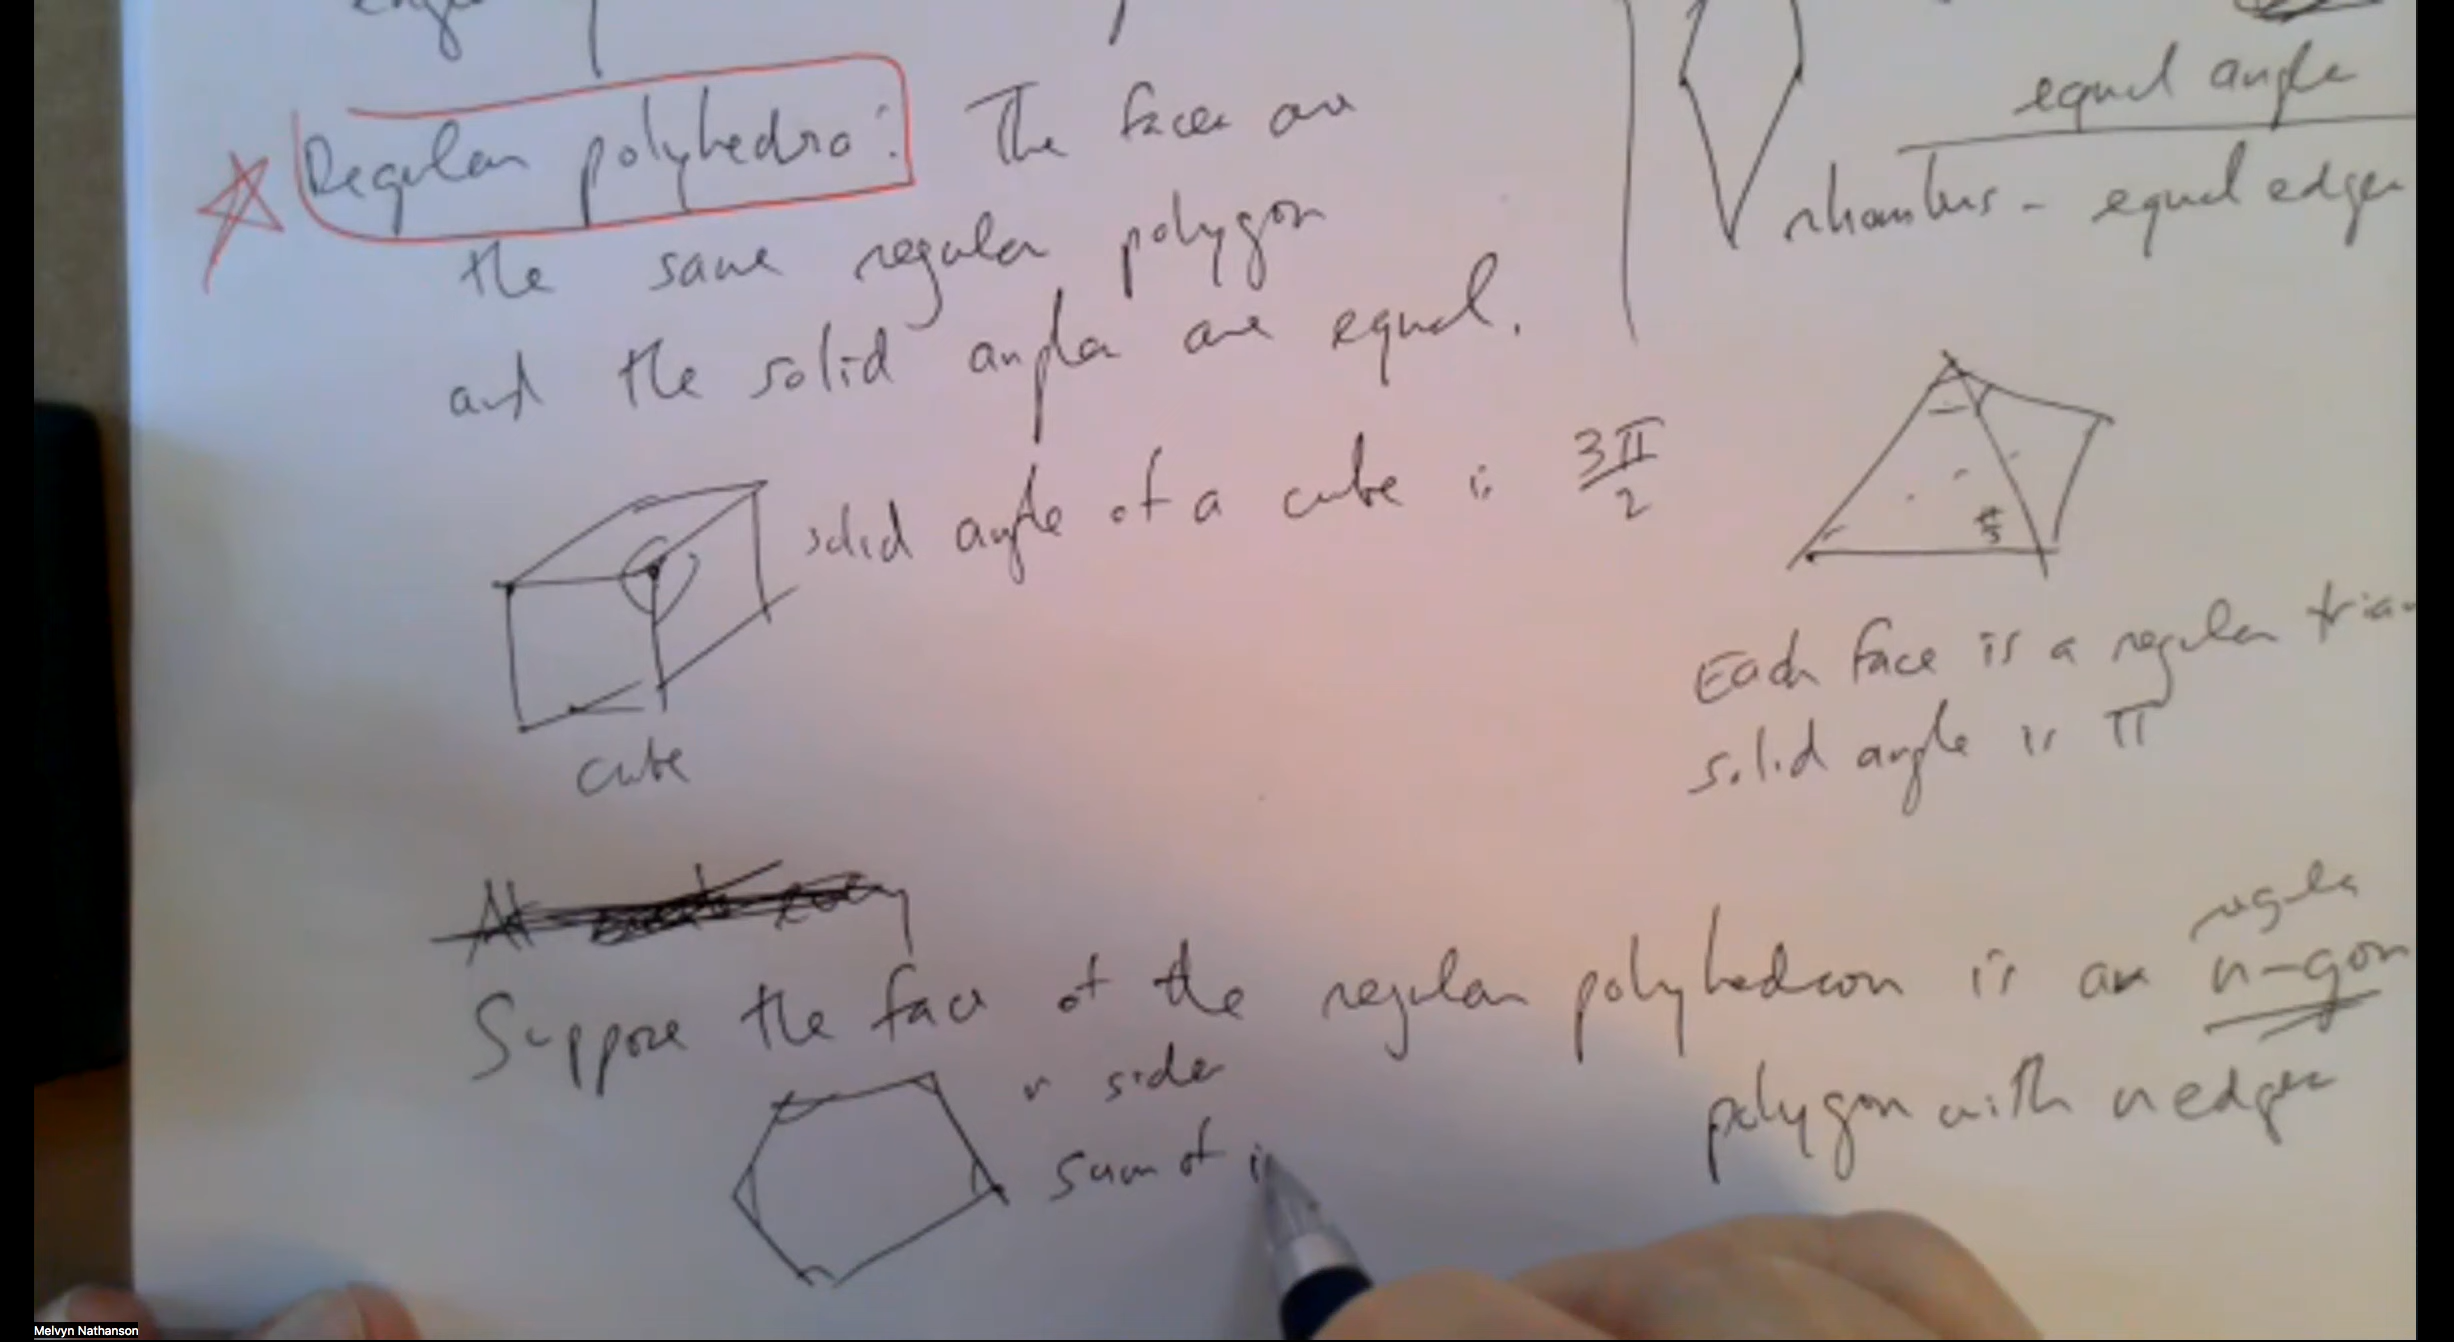 Regular polyhedra: The faces are
the same regular polygon
and the solid angles are equal.
equal angle
rhombus - equal edges
solid angle of a cube is 3π/2
cube
π/3
Each face is a regular trian
solid angle is π
Suppose the face of the regular polyhedron is an regular n-gon
polygon with n edges
n sides
sum of i
Melvyn Nathanson